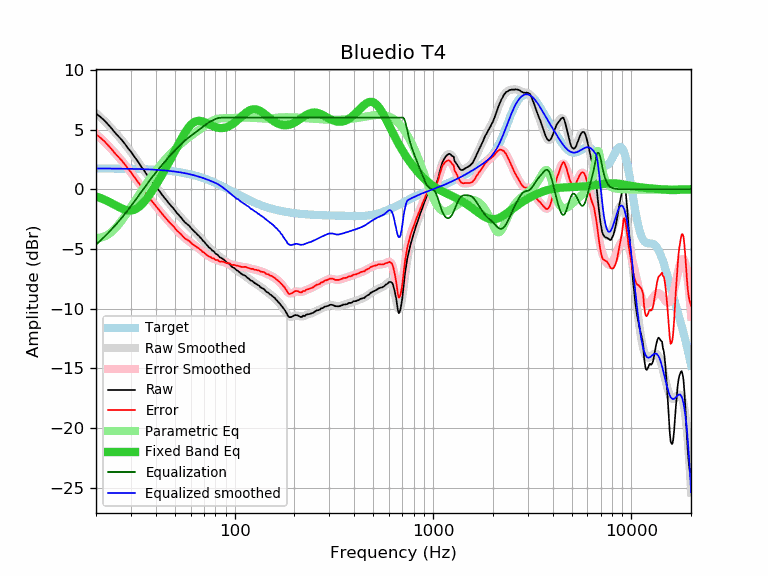 Bluedio T4
10
5
0
−5
−10
−15
−20
−25
Amplitude (dBr)
Target
Raw Smoothed
Error Smoothed
Raw
Error
Parametric Eq
Fixed Band Eq
Equalization
Equalized smoothed
100
1000
10000
Frequency (Hz)